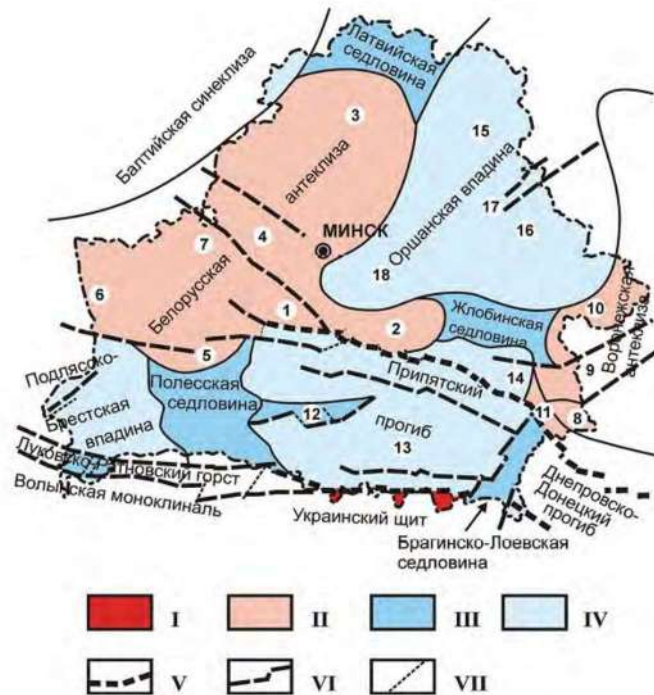 Балтийская синеклиза
Латвийская
седловина
3
антеклиза
15
Оршанская впадина
17
16
7
4
МИНСК
18
6
Белорусская
1
2
Жлобинская
седловина
10
Воронежская
антеклиза
9
5
Подлясско-
Брестская
впадина
Полесская
седловина
Припятский
14
12
прогиб
13
11
8
Луковско-Ратновский горст
Волынская моноклиналь
Украинский щит
Днепровско-
Донецкий
прогиб
Брагинско-Лоевская
седловина
I
II
III
IV
V
VI
VII